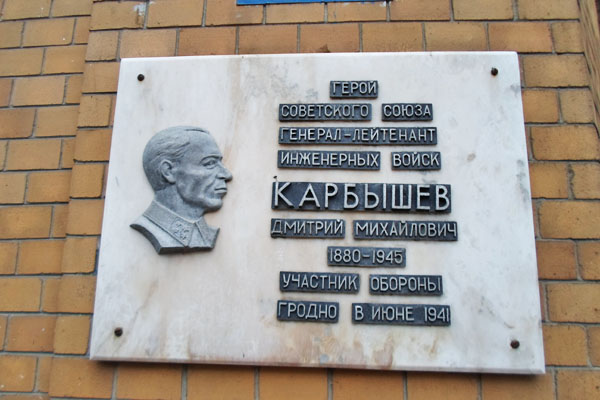 ГЕРОЙ
СОВЕТСКОГО СОЮЗА
ГЕНЕРАЛ-ЛЕЙТЕНАНТ
ИНЖЕНЕРНЫХ ВОЙСК
КАРБЫШЕВ
ДМИТРИЙ МИХАЙЛОВИЧ
1880-1945
УЧАСТНИК ОБОРОНЫ
ГРОДНО В ИЮНЕ 1941